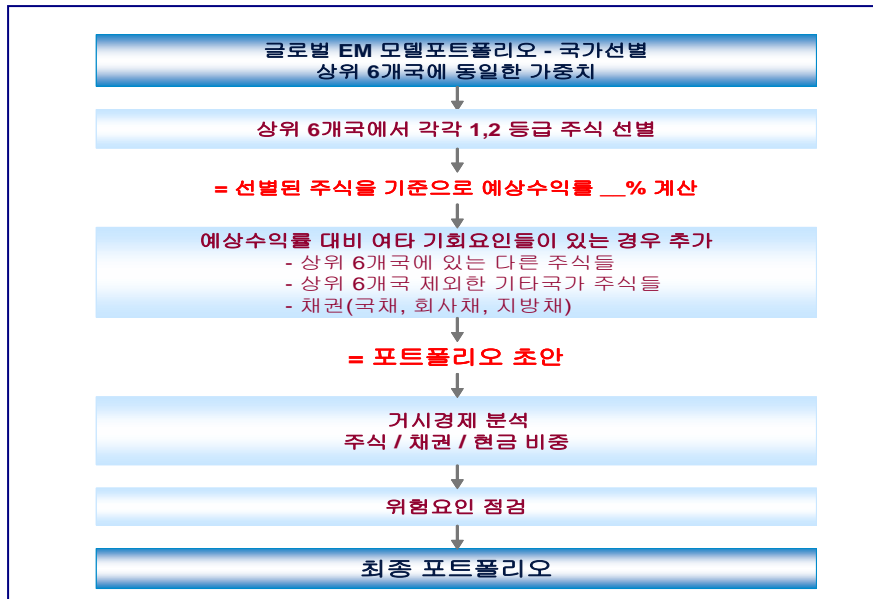 글로벌 EM 모델포트폴리오 - 국가선별
상위 6개국에 동일한 가중치
상위 6개국에서 각각 1,2 등급 주식 선별
= 선별된 주식을 기준으로 예상수익률 __% 계산
예상수익률 대비 여타 기회요인들이 있는 경우 추가
- 상위 6개국에 있는 다른 주식들
- 상위 6개국 제외한 기타국가 주식들
- 채권(국채, 회사채, 지방채)
= 포트폴리오 초안
거시경제 분석
주식 / 채권 / 현금 비중
위험요인 점검
최종 포트폴리오